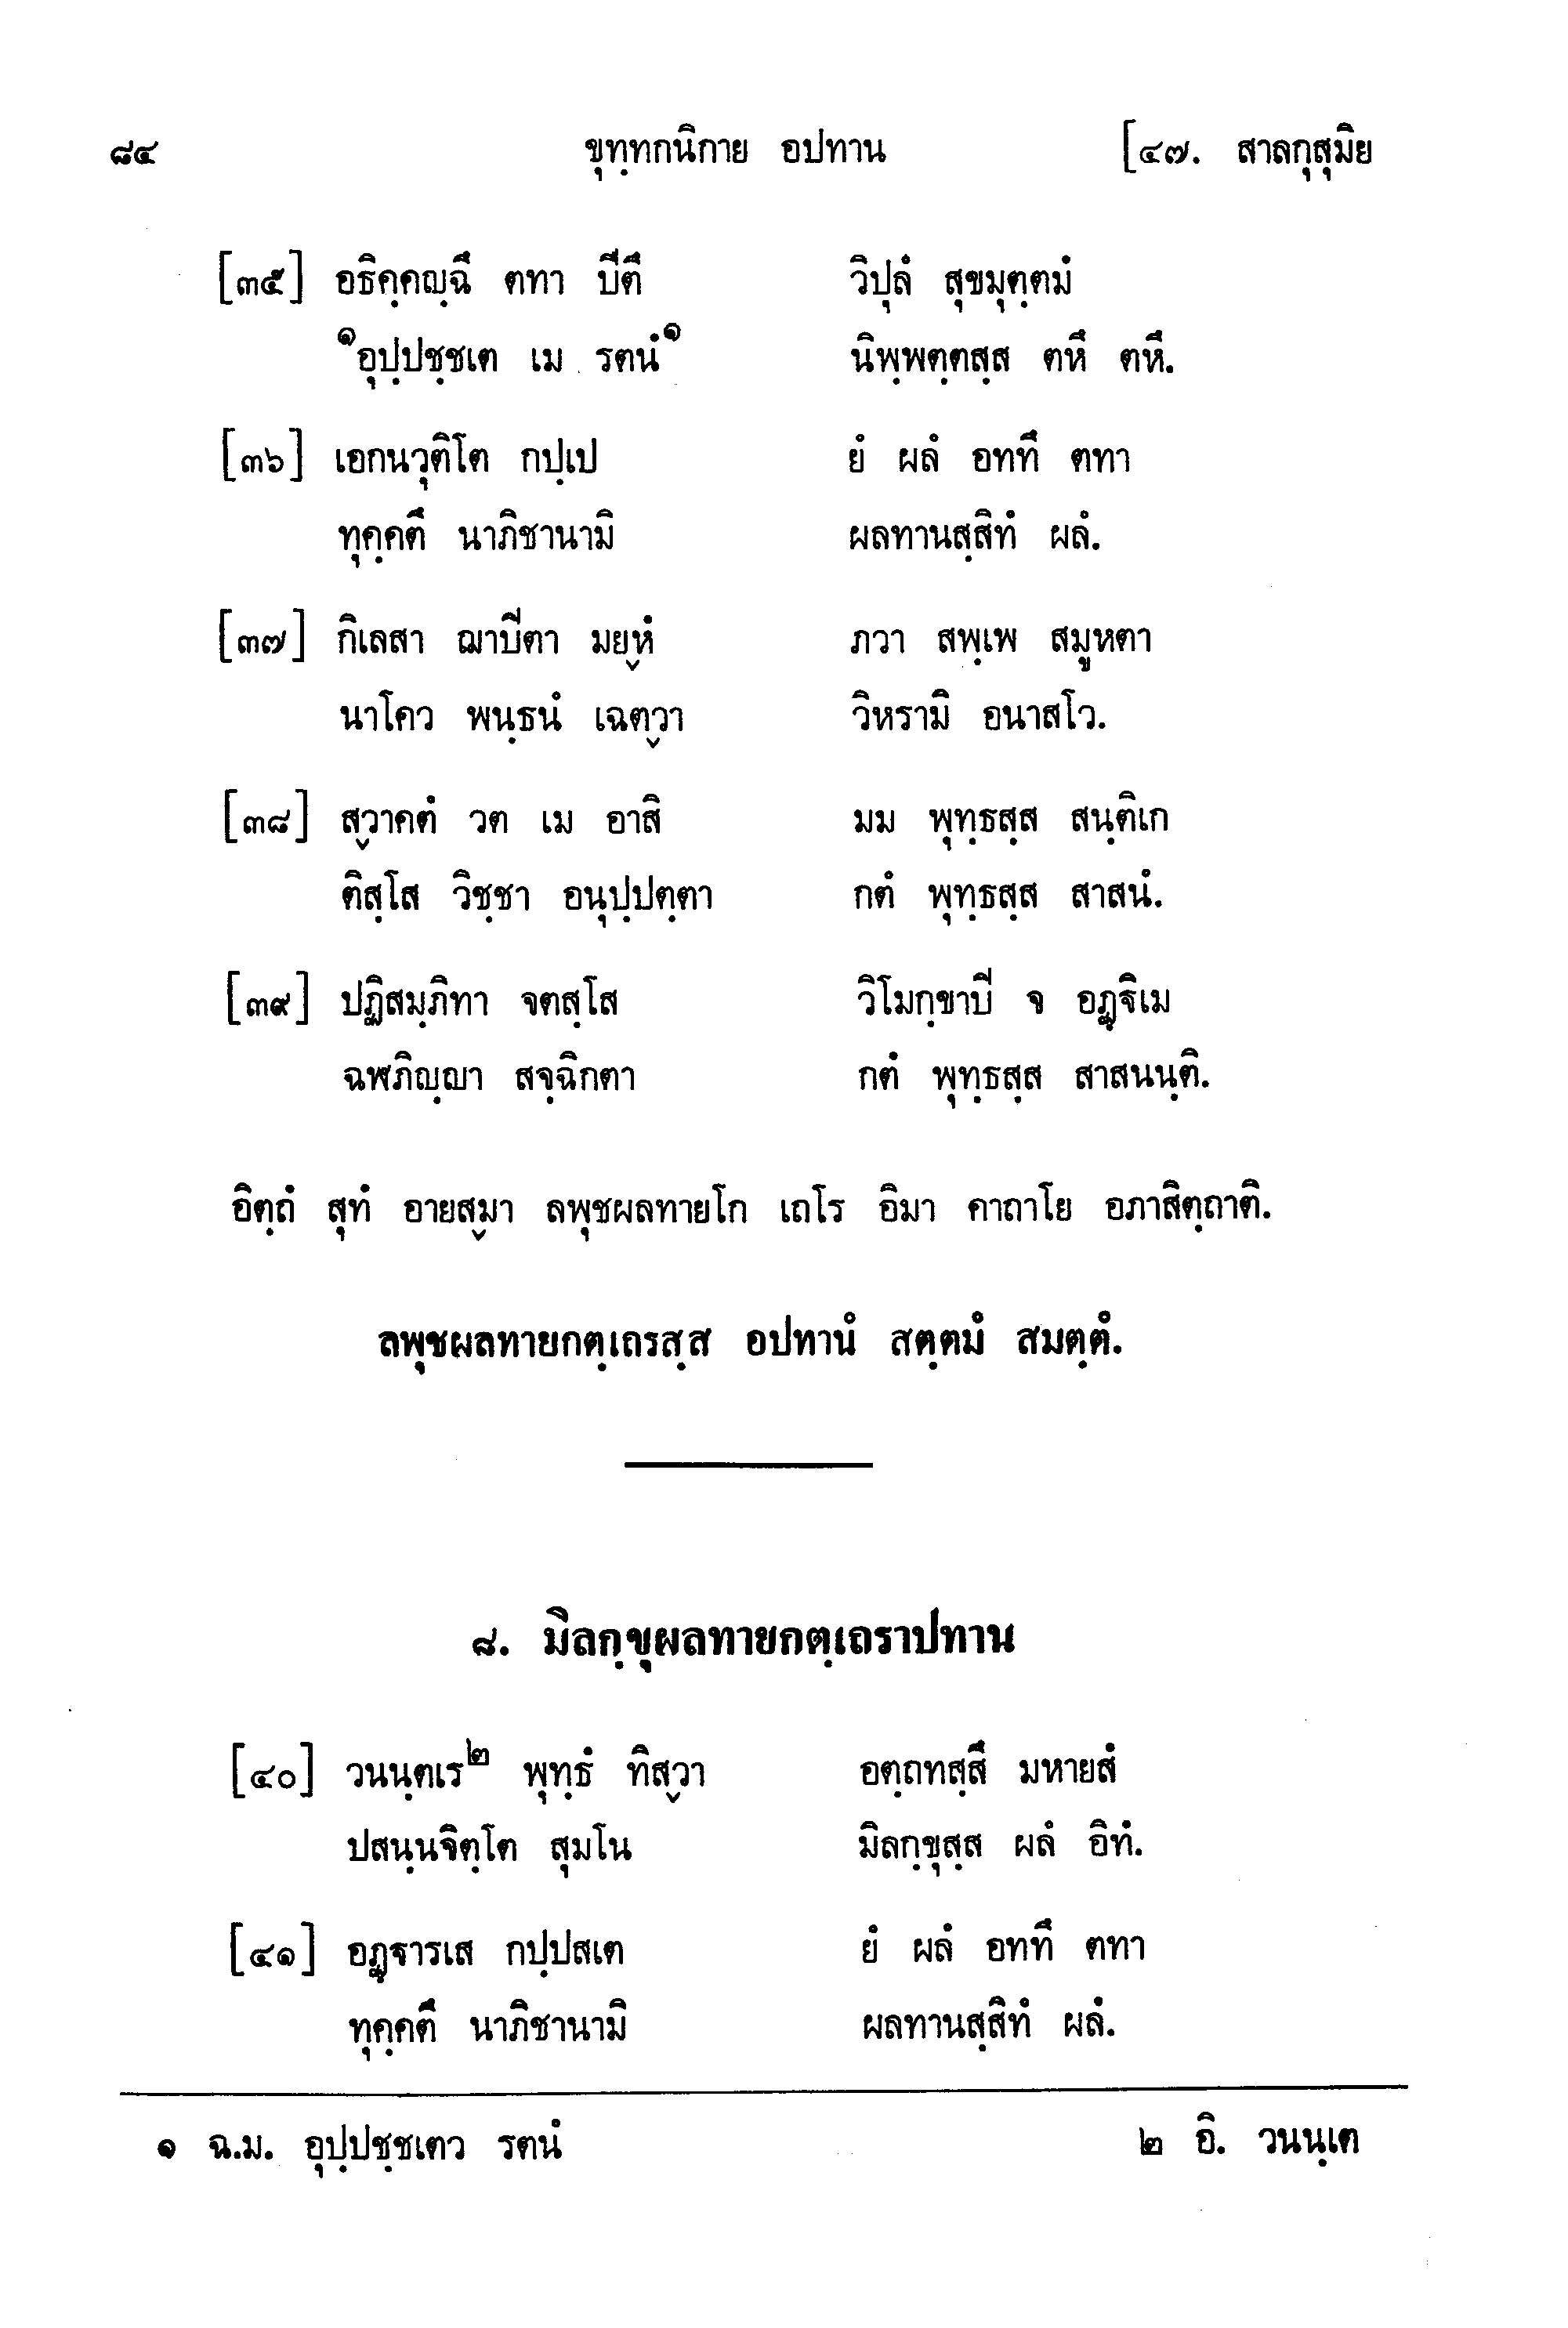 ๘๔ ขุทฺทกนิกาย อปทาน [๔๗. สาลกุสุมิย
[๓๕] อธิคฺคญฺฉึ ตทา ปีตึ วิปุลํ สุขมุตฺตมํ
๑อุปฺปชฺชเต เม รตนํ๑ นิพฺพตฺตสฺส ตหึ ตหึ.
[๓๖] เอกนวุติโต กปฺเป ยํ ผลํ อททึ ตทา
ทุคฺคตึ นาภิชานามิ ผลทานสฺสิทํ ผลํ.
[๓๗] กิเลสา ฌาปีตา มยฺหํ ภวา สพฺเพ สมูหตา
นาโคว พนฺธนํ เฉตฺวา วิหรามิ อนาสโว.
[๓๘] สฺวาคตํ วต เม อาสิ มม พุทฺธสฺส สนฺติเก
ติสฺโส วิชฺชา อนุปฺปตฺตา กตํ พุทฺธสฺส สาสนํ.
[๓๙] ปฏิสมฺภิทา จตสฺโส วิโมกฺขาปี จ อฏฺฐิเม
ฉฬภิญฺญา สจฺฉิกตา กตํ พุทฺธสฺส สาสนนฺติ.
อิตฺถํ สุทํ อายสฺมา ลพุชผลทายโก เถโร อิมา คาถาโย อภาสิตฺถาติ.
ลพุชผลทายกตฺเถรสฺส อปทานํ สตฺตมํ สมตฺตํ.
๘. มิลกฺขุผลทายกตฺเถราปทาน
[๔๐] วนนฺตเร๒ พุทฺธํ ทิสฺวา อตฺถทสฺสึ มหายสํ
ปสนฺนจิตฺโต สุมโน มิลกฺขุสฺส ผลํ อิทํ.
[๔๑] อฏฺฐารเส กปฺปสเต ยํ ผลํ อททึ ตทา
ทุคฺคตึ นาภิชานามิ ผลทานสฺสิทํ ผลํ.
๑ ฉ.ม. อุปฺปชฺชเตว รตนํ ๒ อิ. วนนฺเต